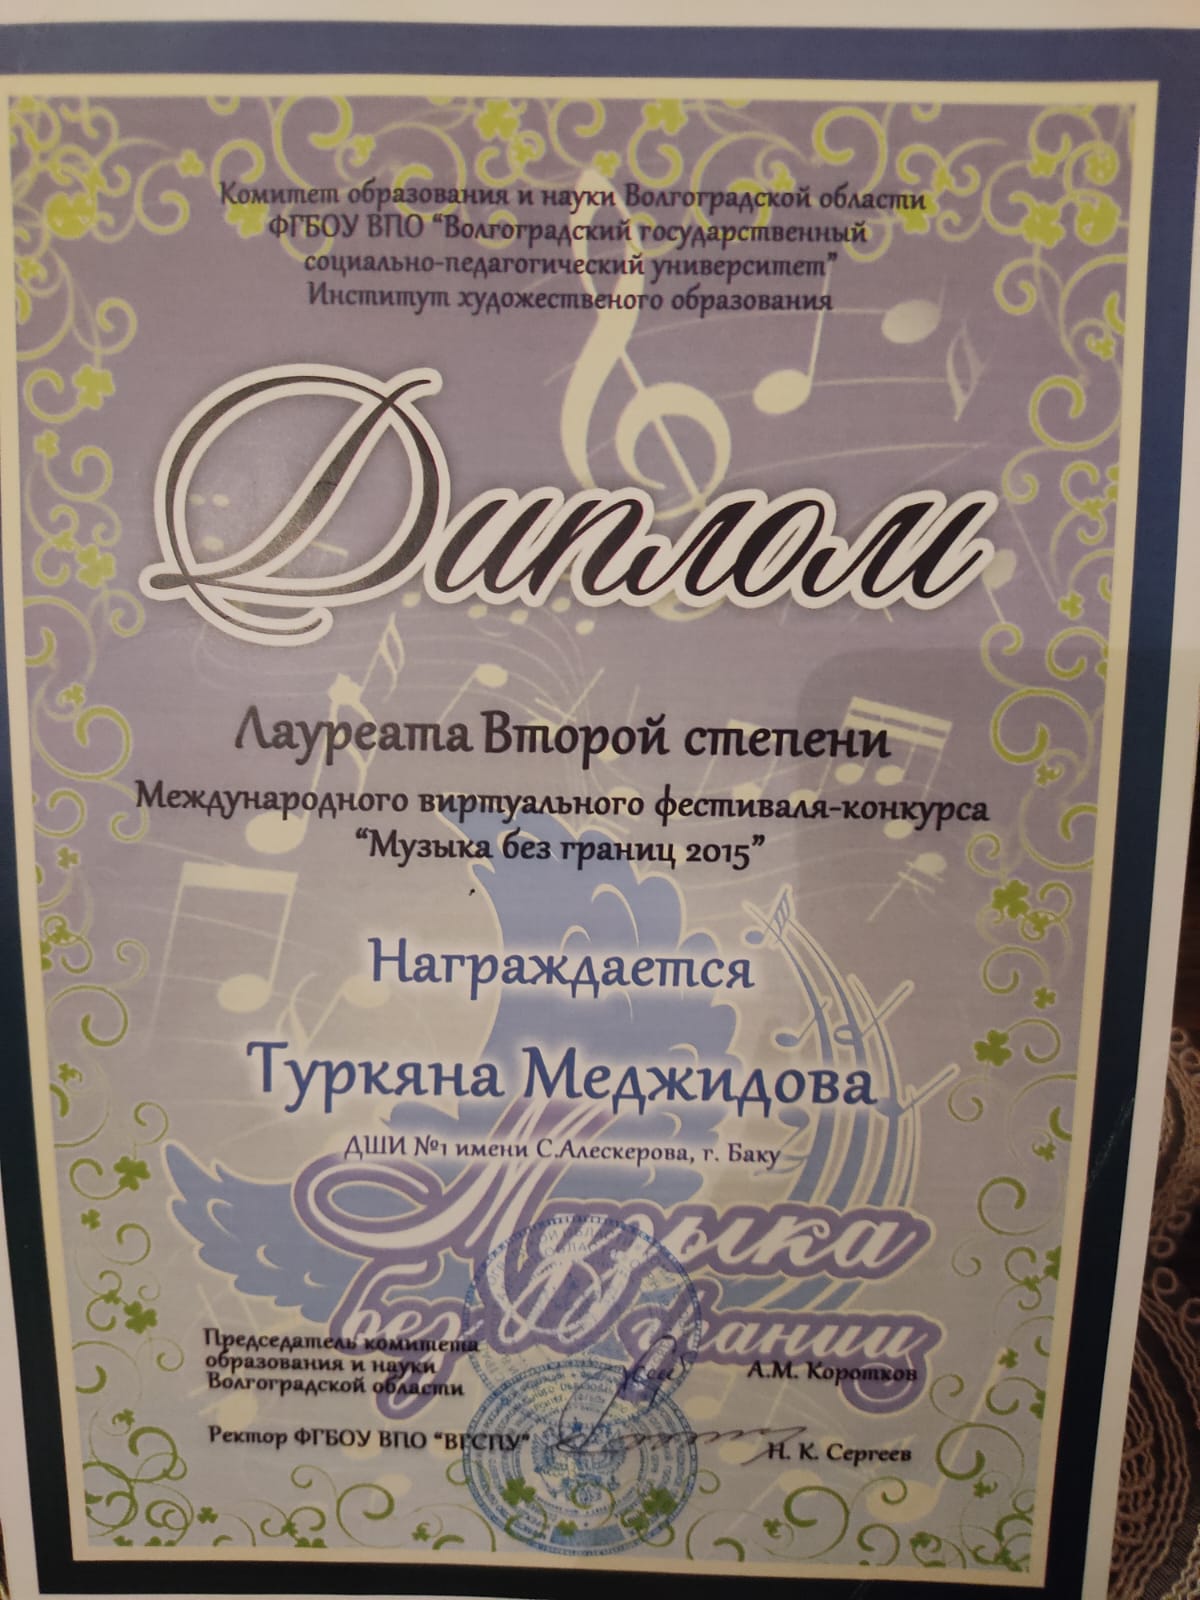 Комитет образования и науки Волгоградской области
ФГБОУ ВПО “Волгоградский государственный
социально-педагогический университет”
Институт художественого образования
Диплом
Лауреата Второй степени
Международного виртуального фестиваля-конкурса
“Музыка без границ 2015”
Награждается
Туркяна Меджидова
ДШИ №1 имени С.Алескерова, г. Баку
Музыка
без границ
Председатель комитета
образования и науки
Волгоградской области
А.М. Коротков
Ректор ФГБОУ ВПО “ВГСПУ”
Н. К. Сергеев